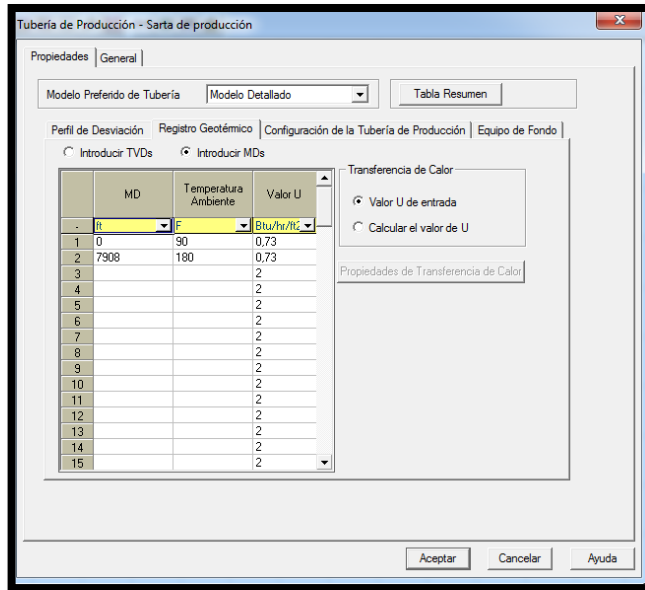 Tubería de Producción - Sarta de producción
Propiedades General
Modelo Preferido de Tubería Modelo Detallado Tabla Resumen
Perfil de Desviación Registro Geotérmico Configuración de la Tubería de Producción Equipo de Fondo
Introducir TVDs Introducir MDs
Transferencia de Calor
Valor U de entrada
Calcular el valor de U
Propiedades de Transferencia de Calor
MD Temperatura Ambiente Valor U
- ft F Btu/hr/ft2
1 0 90 0,73
2 7908 180 0,73
3 2
4 2
5 2
6 2
7 2
8 2
9 2
10 2
11 2
12 2
13 2
14 2
15 2
Aceptar Cancelar Ayuda